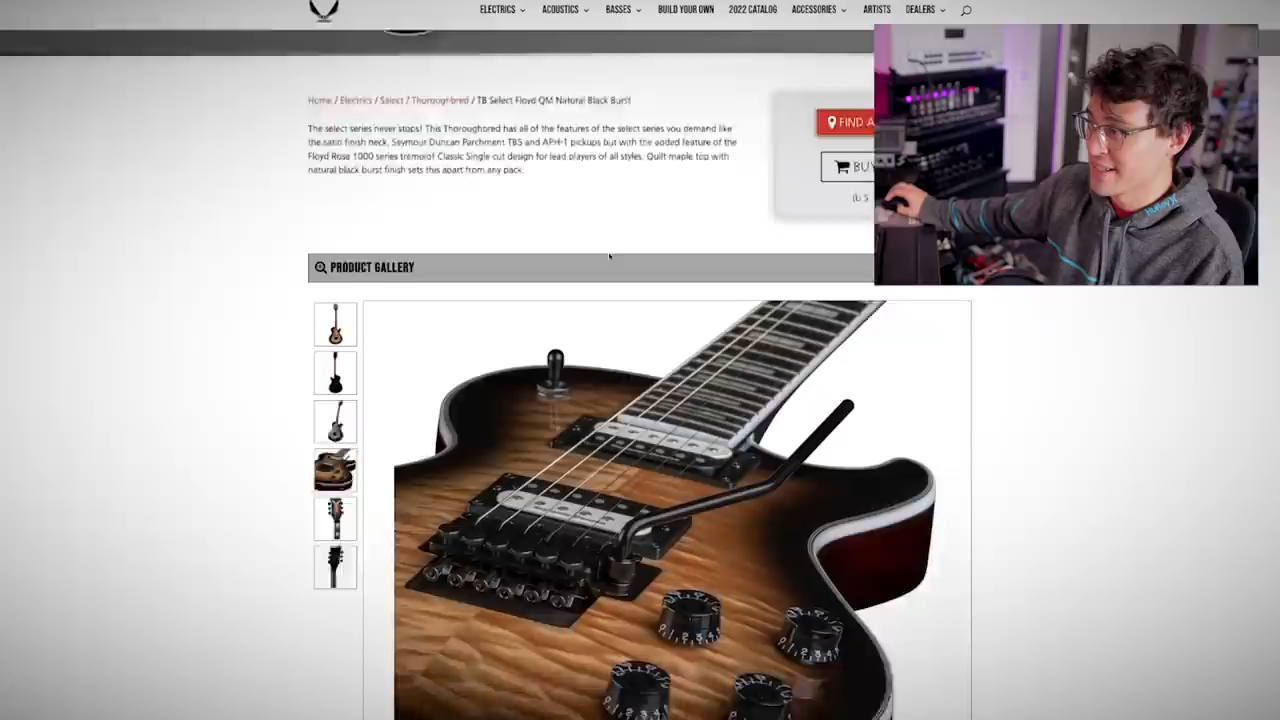 ELECTRICS ACOUSTICS BASSES BUILD YOUR OWN 2022 CATALOG ACCESSORIES ARTISTS DEALERS
Home / Electrics / Select / Thoroughbred / TB Select Floyd QM Natural Black Burst
The select series never stops! This Thoroughbred has all of the features of the select series you demand like
the satin finish neck, Seymour Duncan Parchment TB5 and APH-1 pickups but with the added feature of the
Floyd Rose 1000 series tremolo! Classic Single-cut design for lead players of all styles. Quilt maple top with
natural black burst finish sets this apart from any pack.
FIND A
BUY
(U.S
PRODUCT GALLERY
Hurley